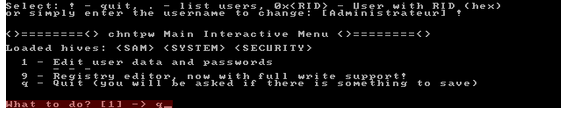 Select: ! - quit, . - list users, 0x<RID> - User with RID (hex)
or simply enter the username to change: [Administrateur] !
<>========<> chntpw Main Interactive Menu <>========<>
Loaded hives: <SAM> <SYSTEM> <SECURITY>
1 - Edit user data and passwords
- - -
9 - Registry editor, now with full write support!
q - Quit (you will be asked if there is something to save)
What to do? [1] -> q_